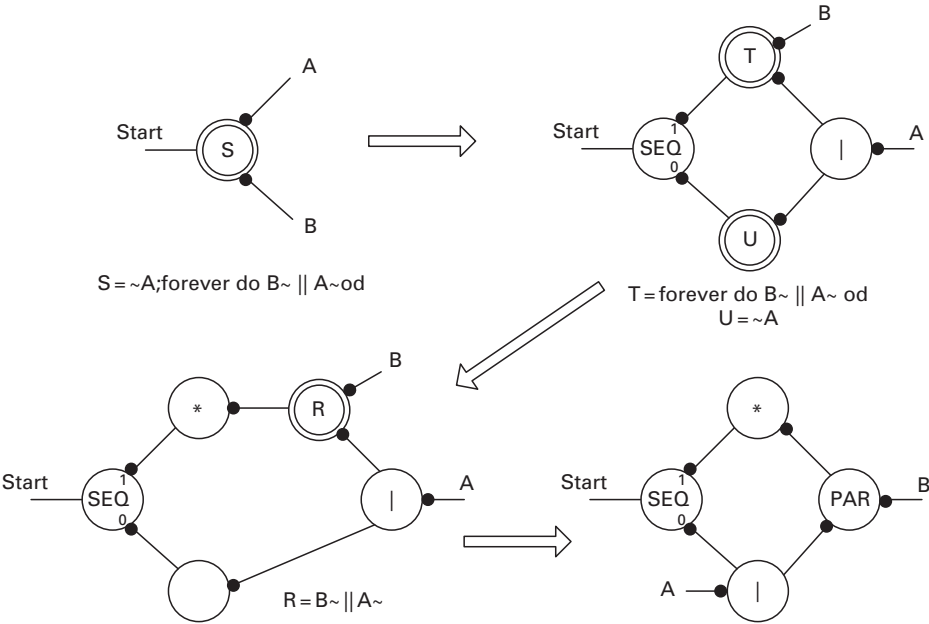 A
Start
S
B
S = ~A;forever do B~ || A~od
B
T
Start
SEQ
1
0
|
A
U
T = forever do B~ || A~ od
U = ~A
B
*
R
Start
SEQ
1
0
|
A
R = B~ || A~
*
Start
SEQ
1
0
PAR
B
A
|